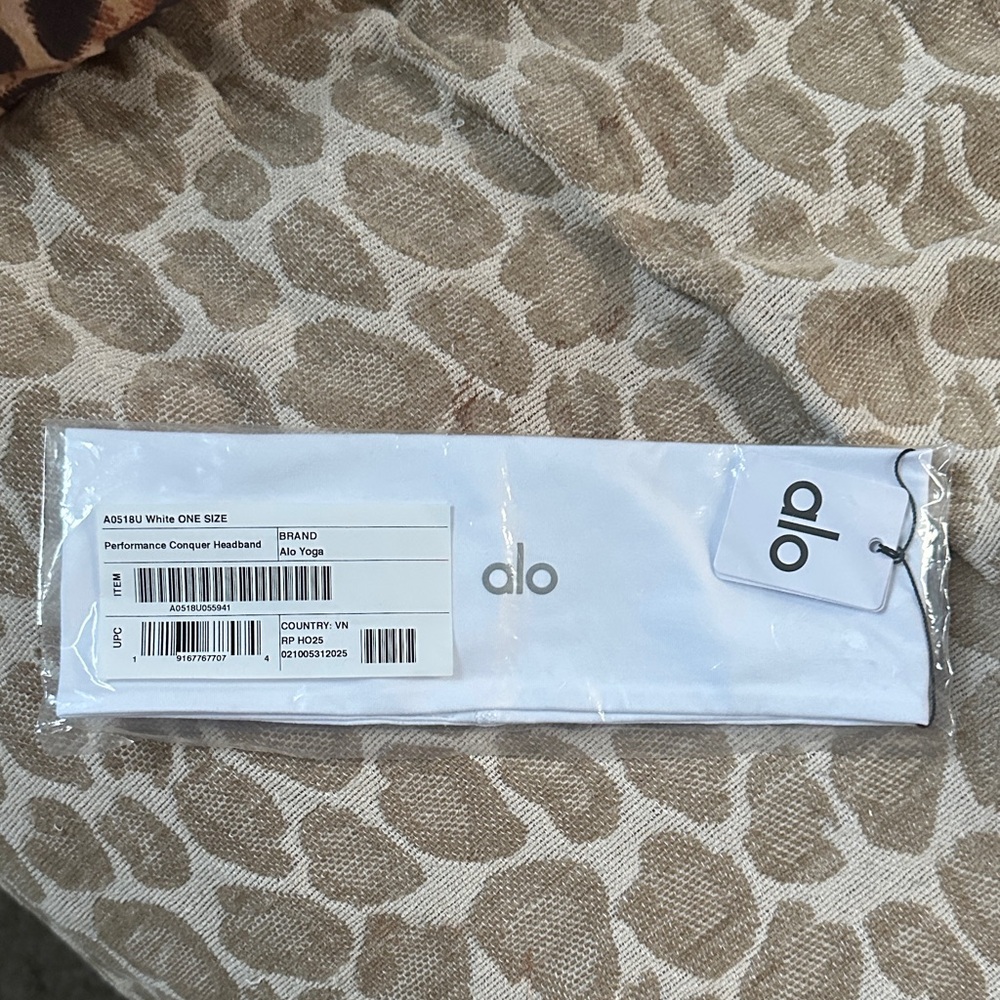 A0518U White ONE SIZE
Performance Conquer Headband
BRAND
Alo Yoga
ITEM
A0518U055941
UPC
1 9167767707 4
COUNTRY: VN
RP HO25
021005312025
alo
alo